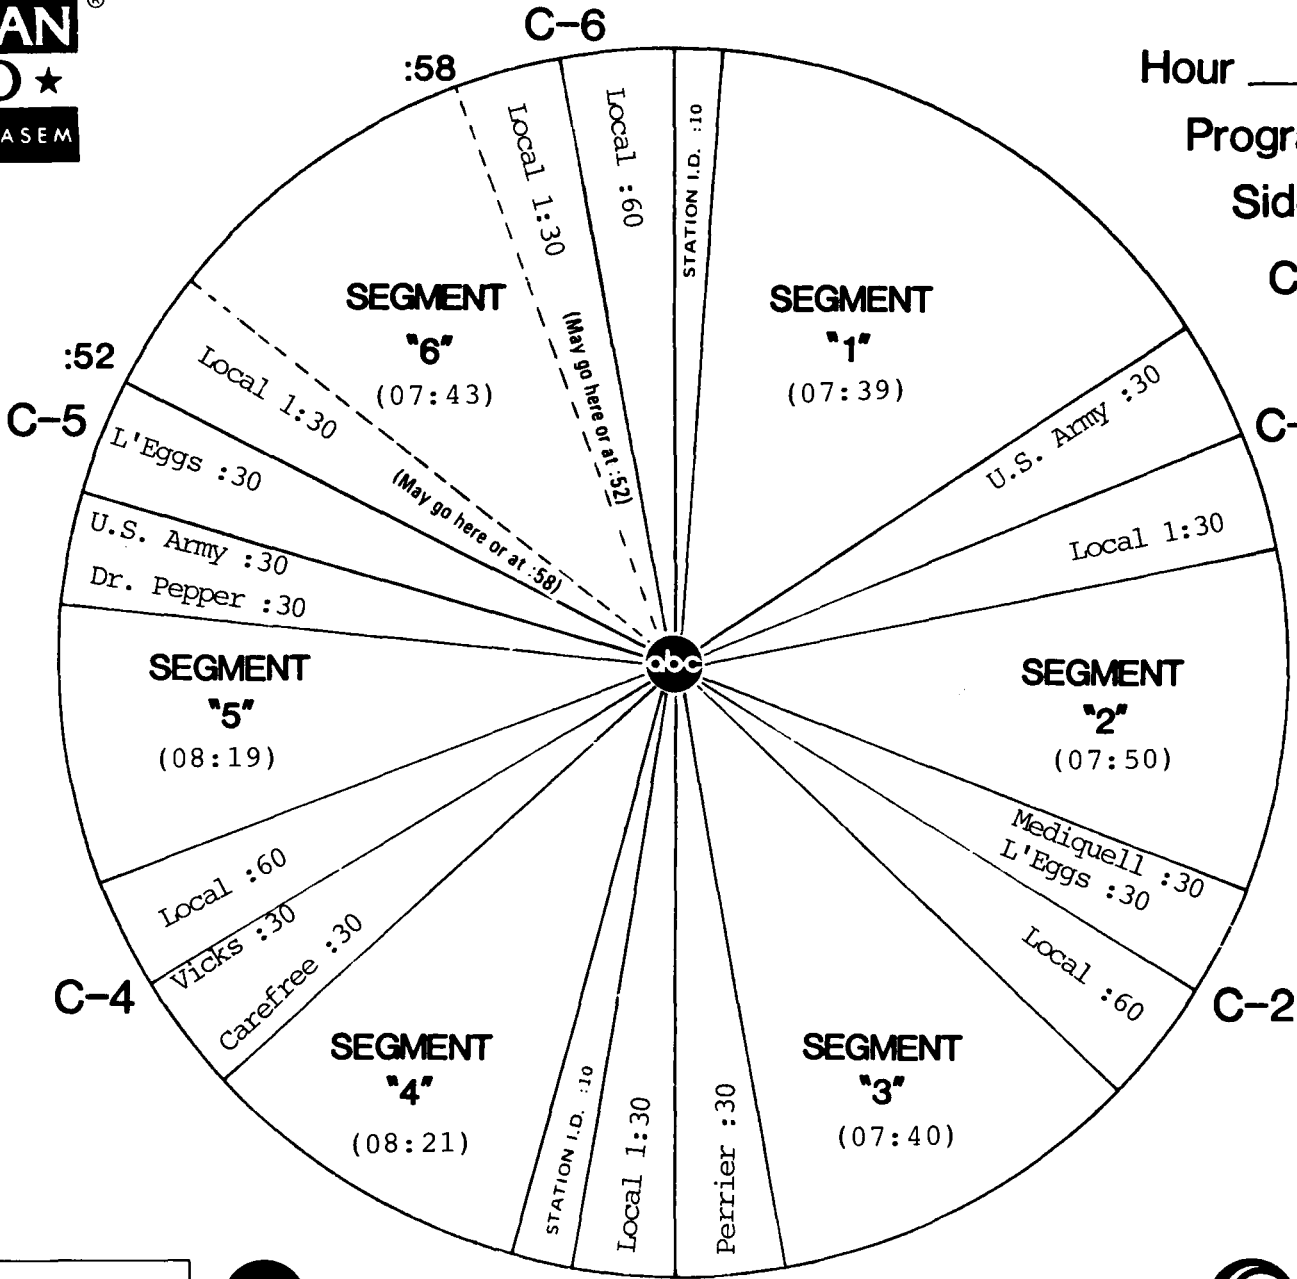 ®
AN
★
ASEM
C-6
:58
Hour
STATION I.D. :10
SEGMENT
"1"
(07:39)
U.S. Army :30
Local 1:30
SEGMENT
"2"
(07:50)
Mediquell :30
L'Eggs :30
C-2
Local :60
SEGMENT
"3"
(07:40)
Perrier :30
Local 1:30
STATION I.D. :10
SEGMENT
"4"
(08:21)
Carefree :30
Vicks :30
C-4
Local :60
SEGMENT
"5"
(08:19)
Dr. Pepper :30
U.S. Army :30
L'Eggs :30
C-5
:52
Local 1:30
(May go here or at :58)
SEGMENT
"6"
(07:43)
Local 1:30
(May go here or at :52)
Local :60
abc